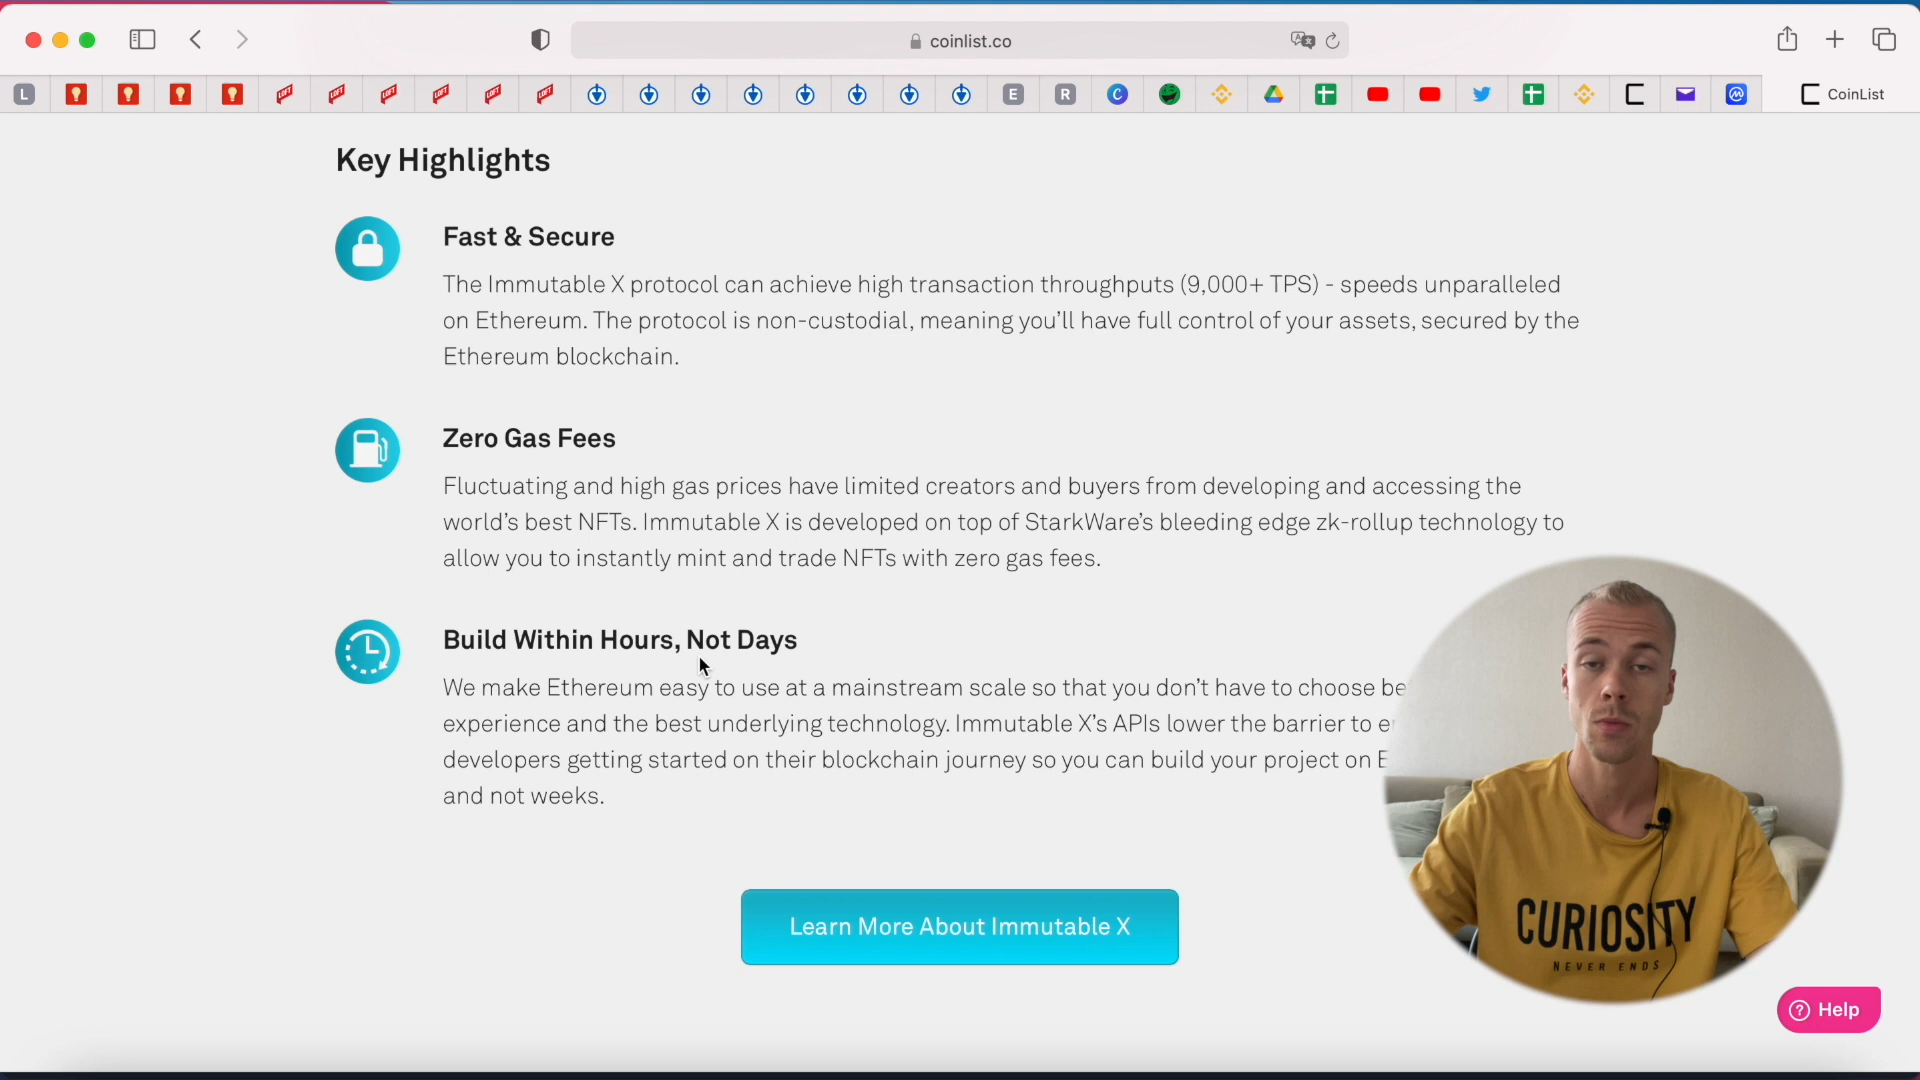 coinlist.co
L
LOFT
LOFT
LOFT
LOFT
LOFT
LOFT
E
R
C
CoinList
Key Highlights
Fast & Secure
The Immutable X protocol can achieve high transaction throughputs (9,000+ TPS) - speeds unparalleled
on Ethereum. The protocol is non-custodial, meaning you'll have full control of your assets, secured by the
Ethereum blockchain.
Zero Gas Fees
Fluctuating and high gas prices have limited creators and buyers from developing and accessing the
world's best NFTs. Immutable X is developed on top of StarkWare's bleeding edge zk-rollup technology to
allow you to instantly mint and trade NFTs with zero gas fees.
Build Within Hours, Not Days
We make Ethereum easy to use at a mainstream scale so that you don't have to choose
experience and the best underlying technology. Immutable X's APIs lower the barrier to
developers getting started on their blockchain journey so you can build your project on
and not weeks.
Learn More About Immutable X
CURIOSITY
NEVER ENDS
Help